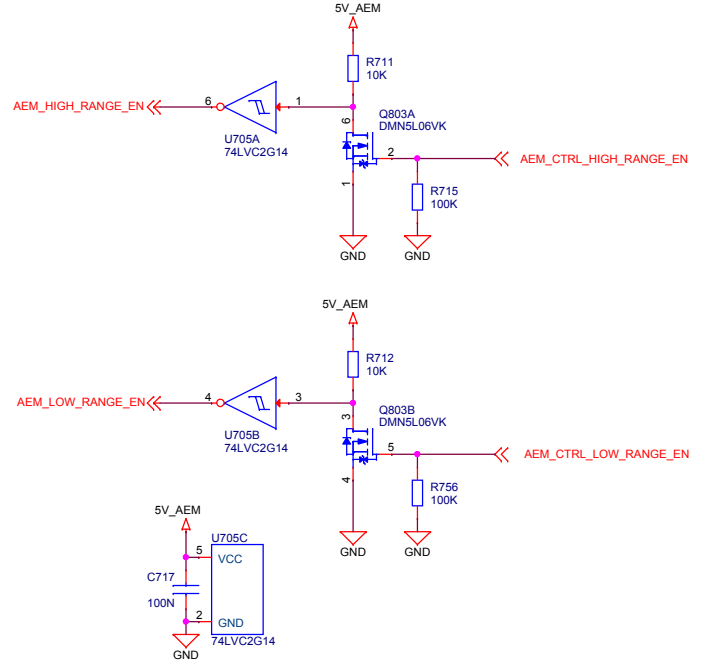 5V_AEM
R711
10K
AEM_HIGH_RANGE_EN
6
1
U705A
74LVC2G14
Q803A
DMN5L06VK
6
2
AEM_CTRL_HIGH_RANGE_EN
1
R715
100K
GND
GND
5V_AEM
R712
10K
AEM_LOW_RANGE_EN
4
3
U705B
74LVC2G14
Q803B
DMN5L06VK
3
5
AEM_CTRL_LOW_RANGE_EN
4
R756
100K
GND
GND
5V_AEM
U705C
5
VCC
C717
100N
2
GND
74LVC2G14
GND